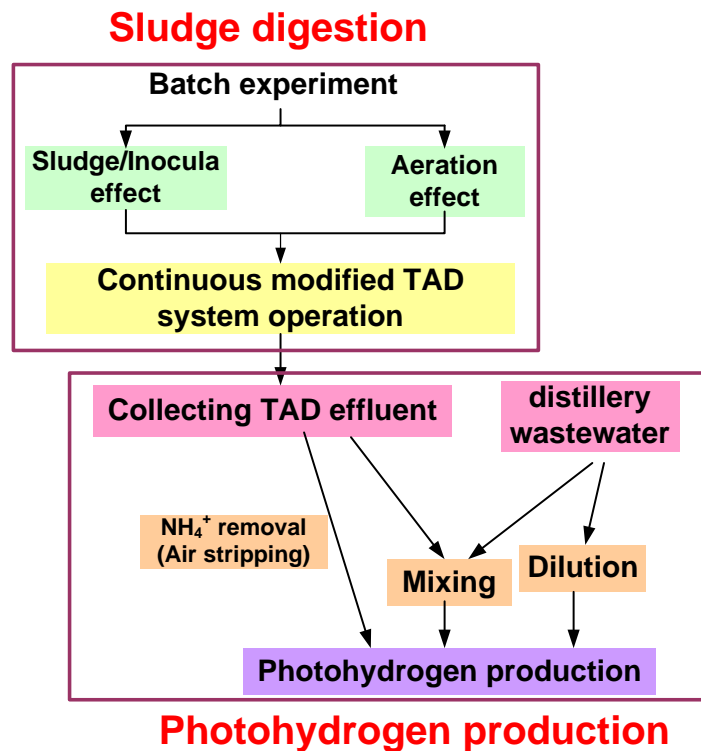 Sludge digestion
Batch experiment
Sludge/Inocula
effect
Aeration
effect
Continuous modified TAD
system operation
Collecting TAD effluent
distillery
wastewater
NH₄⁺ removal
(Air stripping)
Mixing
Dilution
Photohydrogen production
Photohydrogen production